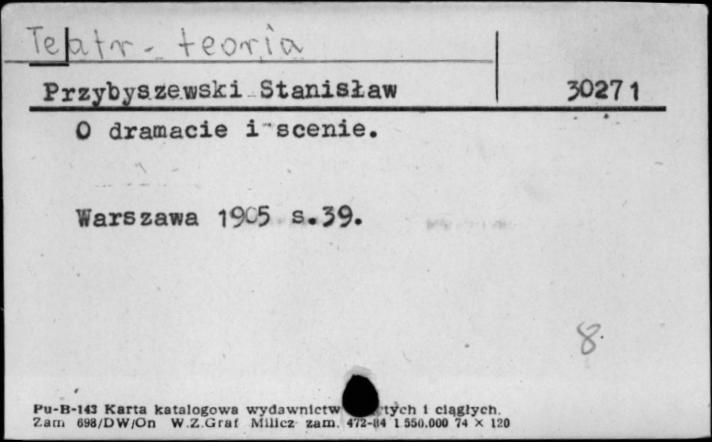 Teatr - teoria
Przybyszewski Stanisław 30271
O dramacie i scenie.
Warszawa 1905 s.39.
8.
Pu-B-143 Karta katalogowa wydawnictw i ciągłych.
Zam 698/DW/On W.Z.Graf Milicz zam. 472-84 1.550.000 74 × 120